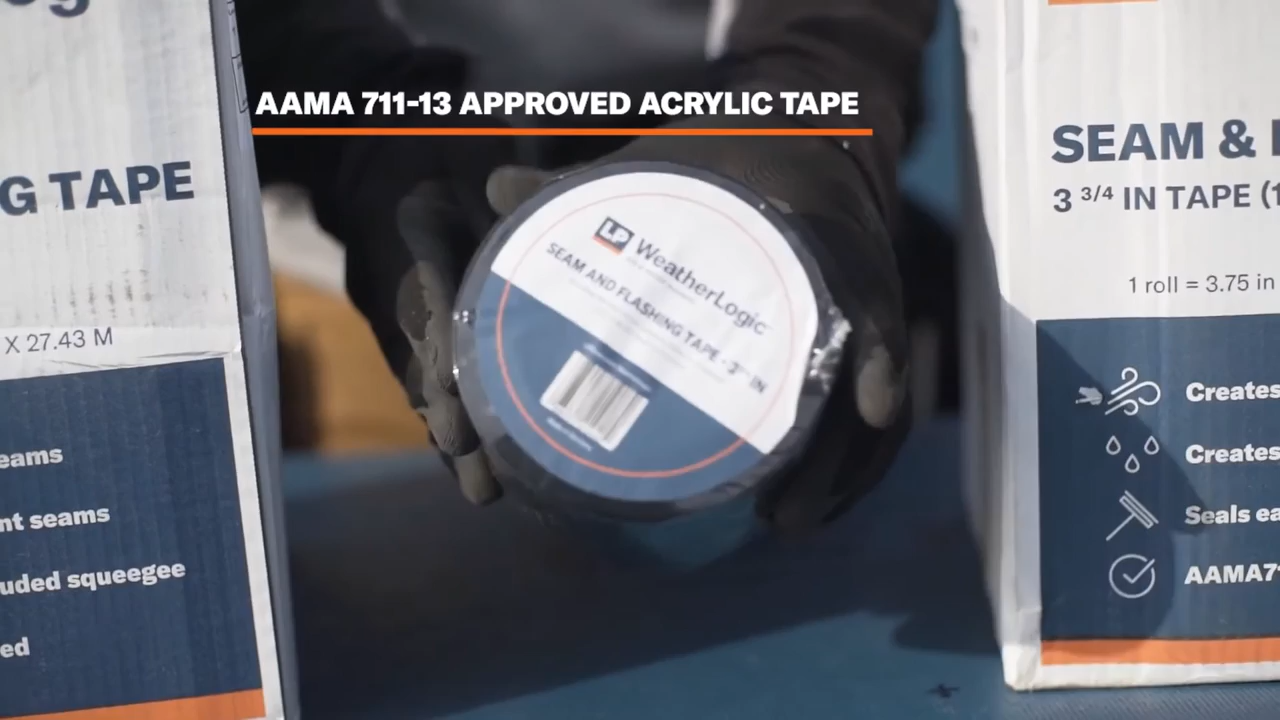 AAMA 711-13 APPROVED ACRYLIC TAPE
G TAPE
X 27.43 M
eams
nt seams
uded squeegee
ed
LP WeatherLogic
SEAM AND FLASHING TAPE - 3
IN
SEAM &
3 3/4 IN TAPE (1
1 roll = 3.75 in
Creates
Creates
Seals ea
AAMA71